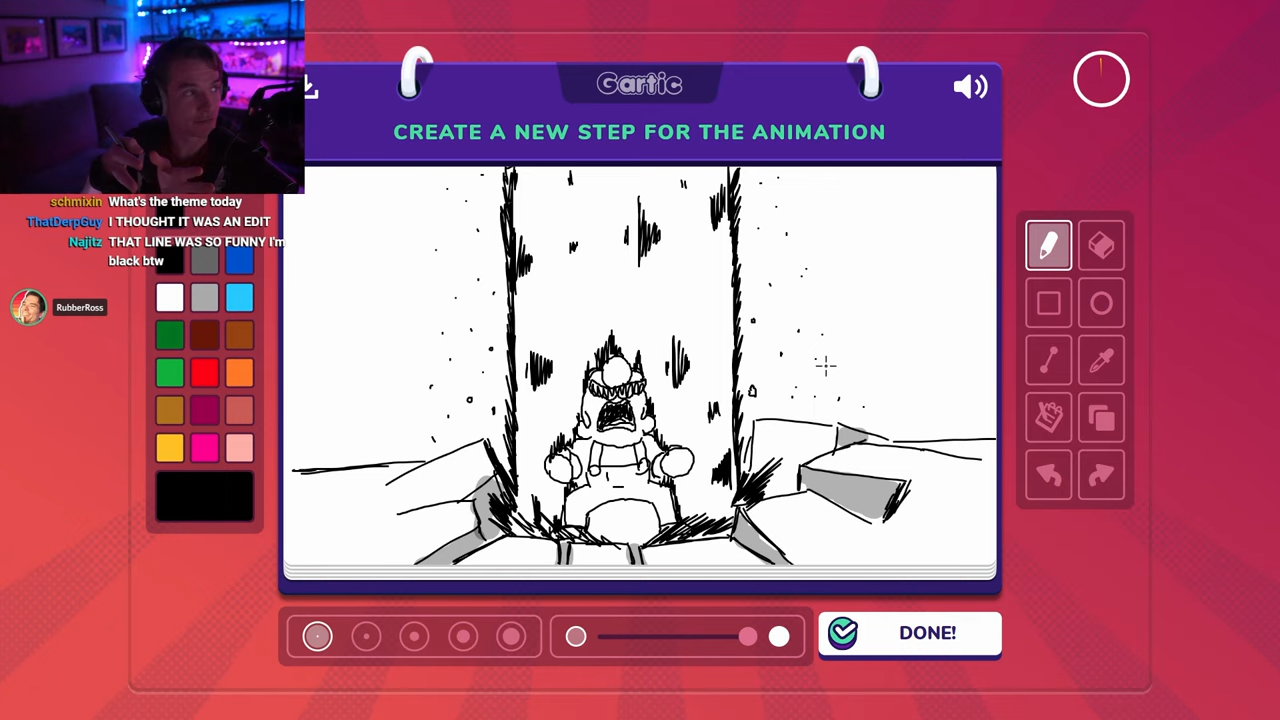 Gartic
CREATE A NEW STEP FOR THE ANIMATION
schmixin What's the theme today
ThatDerpGuy I THOUGHT IT WAS AN EDIT
Najitz THAT LINE WAS SO FUNNY I'm
black btw
RubberRoss
DONE!